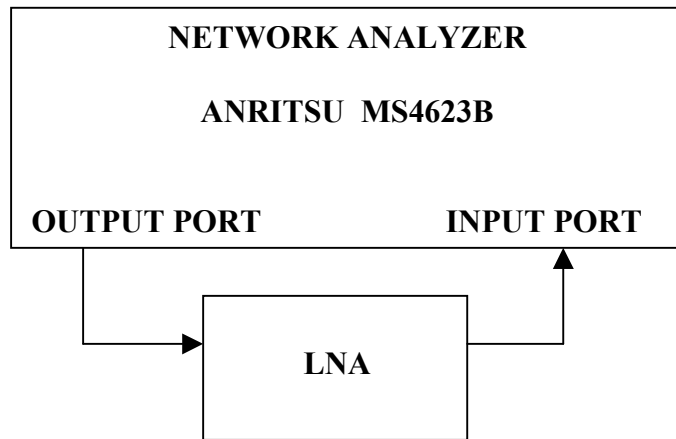 NETWORK ANALYZER
ANRITSU MS4623B
OUTPUT PORT INPUT PORT
LNA